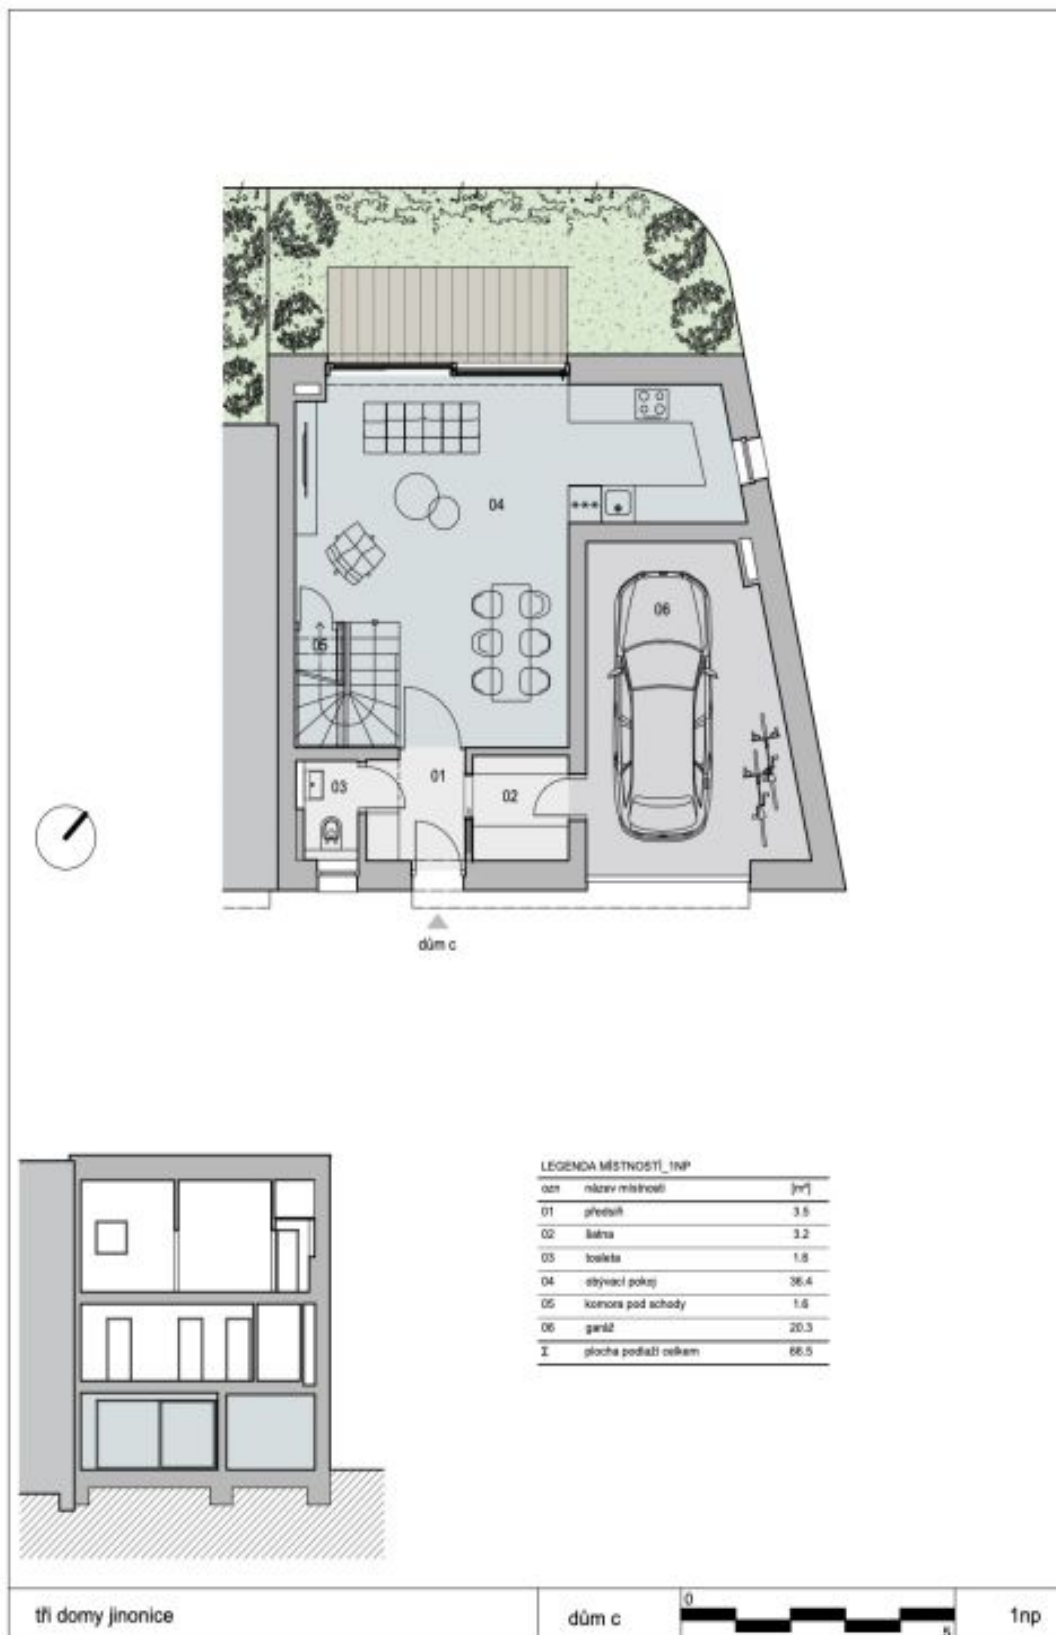 04
05
06
03
01
02
dům c
LEGENDA MÍSTNOSTÍ_1NP
ozn název místnosti [m²]
01 předsíň 3.5
02 šatna 3.2
03 toaleta
04 obývací pokoj 36.4
05 komora pod schody 1.6
06 garáž 20.3
Σ plocha podlaží celkem 66.5
tři domy jinonice
dům c
0
5
1np